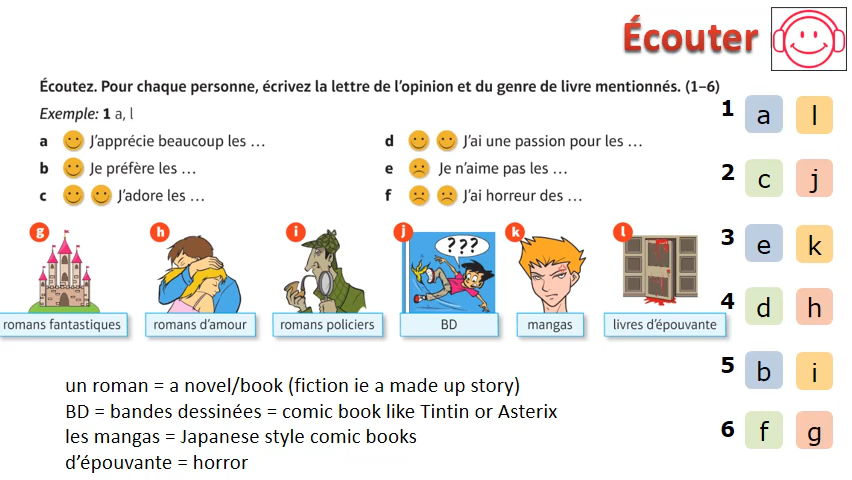 Écouter
Écoutez. Pour chaque personne, écrivez la lettre de l’opinion et du genre de livre mentionnés. (1–6)
Exemple: 1 a, l
a J’apprécie beaucoup les …
b Je préfère les …
c J’adore les …
d J’ai une passion pour les …
e Je n’aime pas les …
f J’ai horreur des …
g h i j k l
???
romans fantastiques romans d’amour romans policiers BD mangas livres d’épouvante
un roman = a novel/book (fiction ie a made up story)
BD = bandes dessinées = comic book like Tintin or Asterix
les mangas = Japanese style comic books
d’épouvante = horror
1 a l
2 c j
3 e k
4 d h
5 b i
6 f g